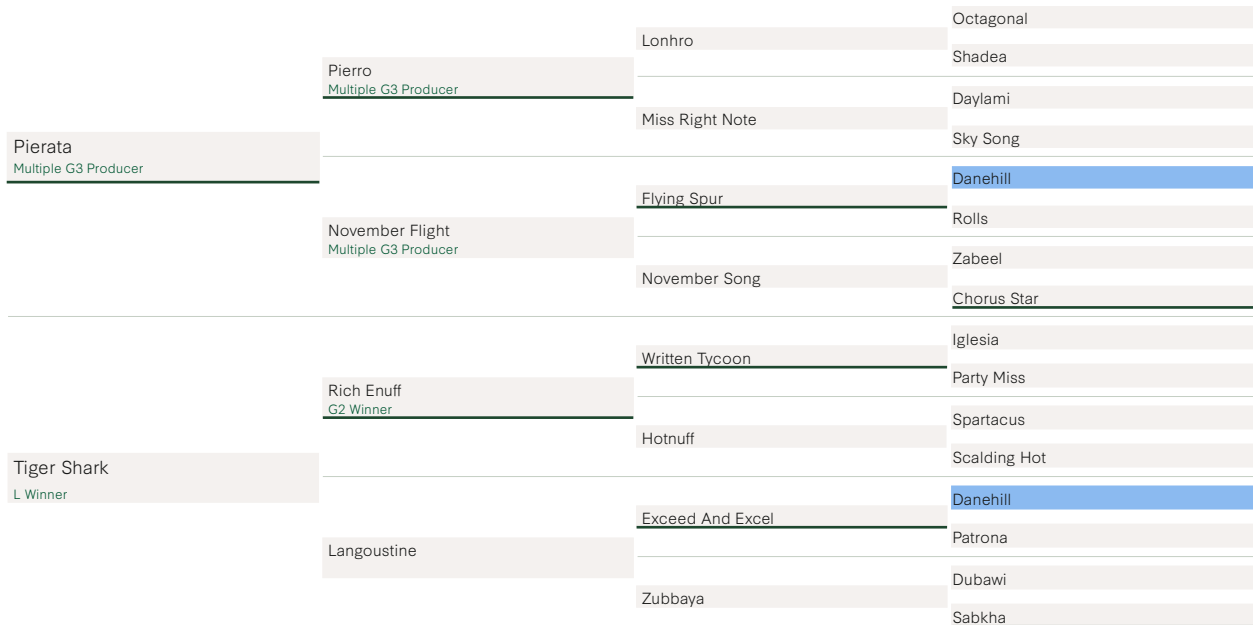 Octagonal
Lonhro
Shadea
Pierro
Multiple G3 Producer
Daylami
Miss Right Note
Sky Song
Pierata
Multiple G3 Producer
Danehill
Flying Spur
Rolls
November Flight
Multiple G3 Producer
Zabeel
November Song
Chorus Star
Iglesia
Written Tycoon
Party Miss
Rich Enuff
G2 Winner
Spartacus
Hotnuff
Scalding Hot
Tiger Shark
L Winner
Danehill
Exceed And Excel
Patrona
Langoustine
Dubawi
Zubbaya
Sabkha